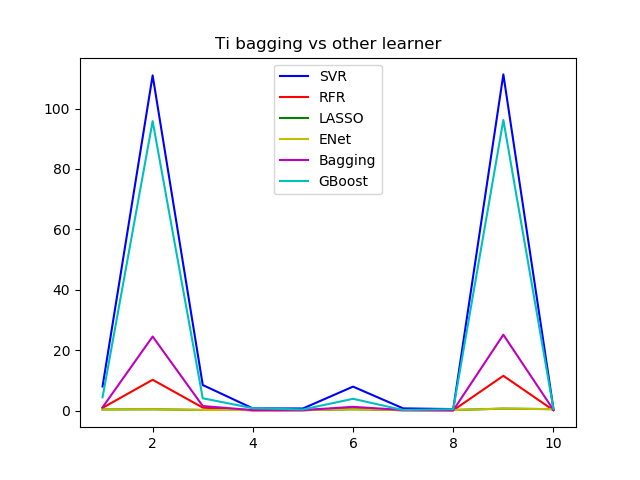 Ti bagging vs other learner
SVR
RFR
LASSO
ENet
Bagging
GBoost
100
80
60
40
20
0
2 4 6 8 10